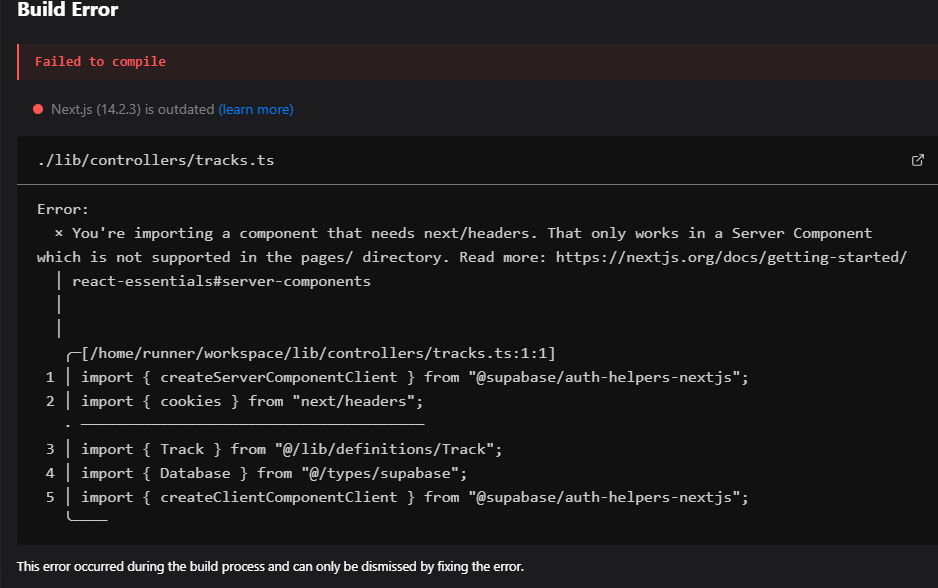 Build Error
Failed to compile
Next.js (14.2.3) is outdated (learn more)
./lib/controllers/tracks.ts
Error:
× You're importing a component that needs next/headers. That only works in a Server Component
which is not supported in the pages/ directory. Read more: https://nextjs.org/docs/getting-started/
│ react-essentials#server-components
│
│
╭─[/home/runner/workspace/lib/controllers/tracks.ts:1:1]
1 │ import { createServerComponentClient } from "@supabase/auth-helpers-nextjs";
2 │ import { cookies } from "next/headers";
· ───────────────────────────────────────
3 │ import { Track } from "@/lib/definitions/Track";
4 │ import { Database } from "@/types/supabase";
5 │ import { createClientComponentClient } from "@supabase/auth-helpers-nextjs";
╰────
This error occurred during the build process and can only be dismissed by fixing the error.